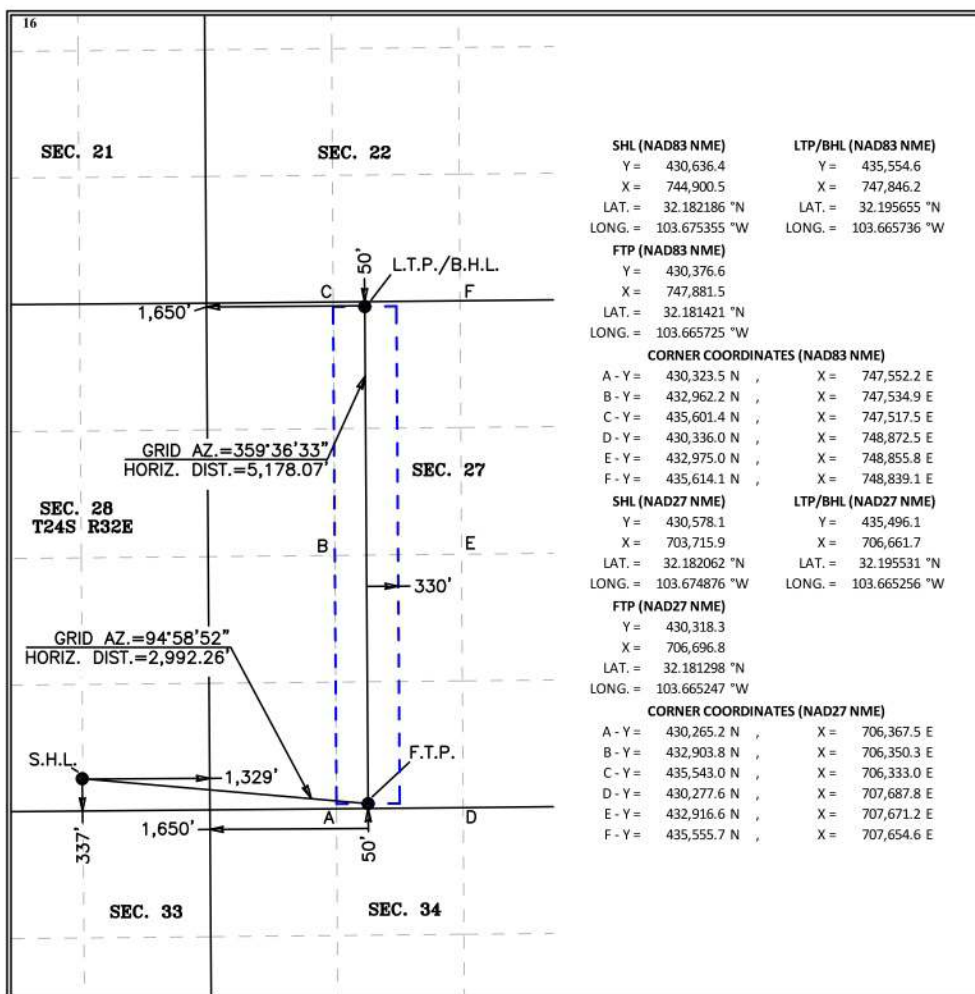 16
SEC. 21
SEC. 22
50'
L.T.P./B.H.L.
C
F
1,650'
GRID AZ.=359°36'33"
HORIZ. DIST.=5,178.07'
SEC. 27
SEC. 28
T24S R32E
B
E
330'
GRID AZ.=94°58'52"
HORIZ. DIST.=2,992.26'
S.H.L.
1,329'
F.T.P.
A
D
1,650'
337'
50'
SEC. 33
SEC. 34
SHL (NAD83 NME) LTP/BHL (NAD83 NME)
Y = 430,636.4 Y = 435,554.6
X = 744,900.5 X = 747,846.2
LAT. = 32.182186 °N LAT. = 32.195655 °N
LONG. = 103.675355 °W LONG. = 103.665736 °W
FTP (NAD83 NME)
Y = 430,376.6
X = 747,881.5
LAT. = 32.181421 °N
LONG. = 103.665725 °W
CORNER COORDINATES (NAD83 NME)
A - Y = 430,323.5 N , X = 747,552.2 E
B - Y = 432,962.2 N , X = 747,534.9 E
C - Y = 435,601.4 N , X = 747,517.5 E
D - Y = 430,336.0 N , X = 748,872.5 E
E - Y = 432,975.0 N , X = 748,855.8 E
F - Y = 435,614.1 N , X = 748,839.1 E
SHL (NAD27 NME) LTP/BHL (NAD27 NME)
Y = 430,578.1 Y = 435,496.1
X = 703,715.9 X = 706,661.7
LAT. = 32.182062 °N LAT. = 32.195531 °N
LONG. = 103.674876 °W LONG. = 103.665256 °W
FTP (NAD27 NME)
Y = 430,318.3
X = 706,696.8
LAT. = 32.181298 °N
LONG. = 103.665247 °W
CORNER COORDINATES (NAD27 NME)
A - Y = 430,265.2 N , X = 706,367.5 E
B - Y = 432,903.8 N , X = 706,350.3 E
C - Y = 435,543.0 N , X = 706,333.0 E
D - Y = 430,277.6 N , X = 707,687.8 E
E - Y = 432,916.6 N , X = 707,671.2 E
F - Y = 435,555.7 N , X = 707,654.6 E